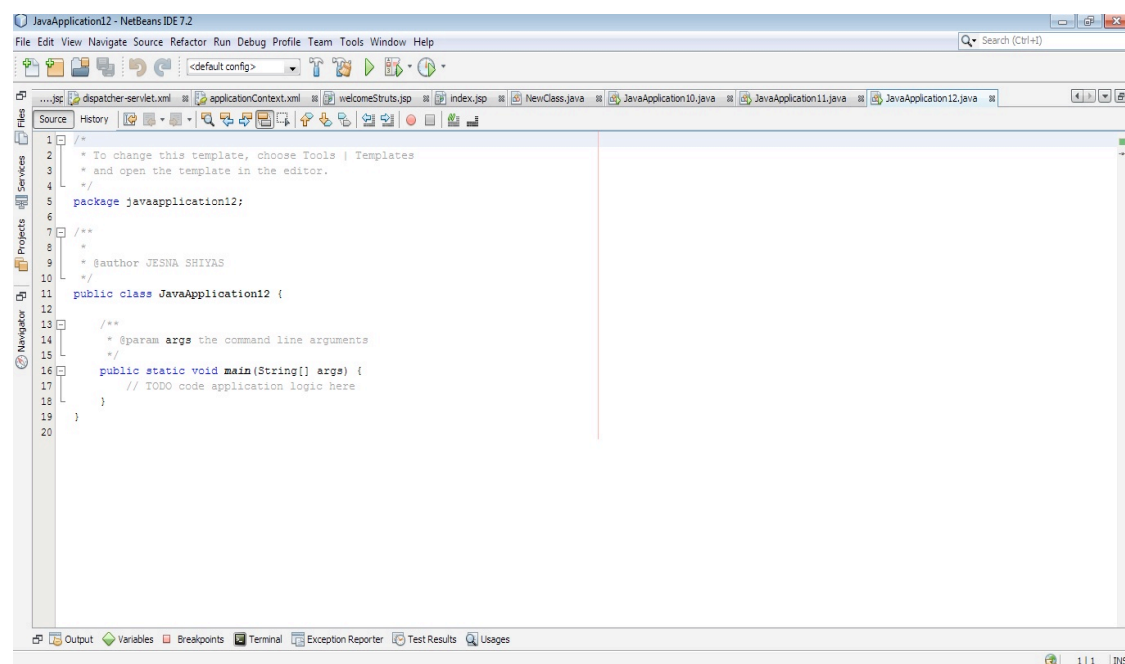 JavaApplication12 - NetBeans IDE 7.2
File Edit View Navigate Source Refactor Run Debug Profile Team Tools Window Help
Search (Ctrl+I)
<default config>
....jsp dispatcher-servlet.xml applicationContext.xml welcomeStruts.jsp index.jsp NewClass.java JavaApplication10.java JavaApplication11.java JavaApplication12.java
Source History
Files
Services
Projects
Navigator
1 /*
2 * To change this template, choose Tools | Templates
3 * and open the template in the editor.
4 */
5 package javaapplication12;
6
7 /**
8 *
9 * @author JESNA SHIYAS
10 */
11 public class JavaApplication12 {
12
13 /**
14 * @param args the command line arguments
15 */
16 public static void main(String[] args) {
17 // TODO code application logic here
18 }
19 }
20
Output Variables Breakpoints Terminal Exception Reporter Test Results Usages
1 | 1 INS